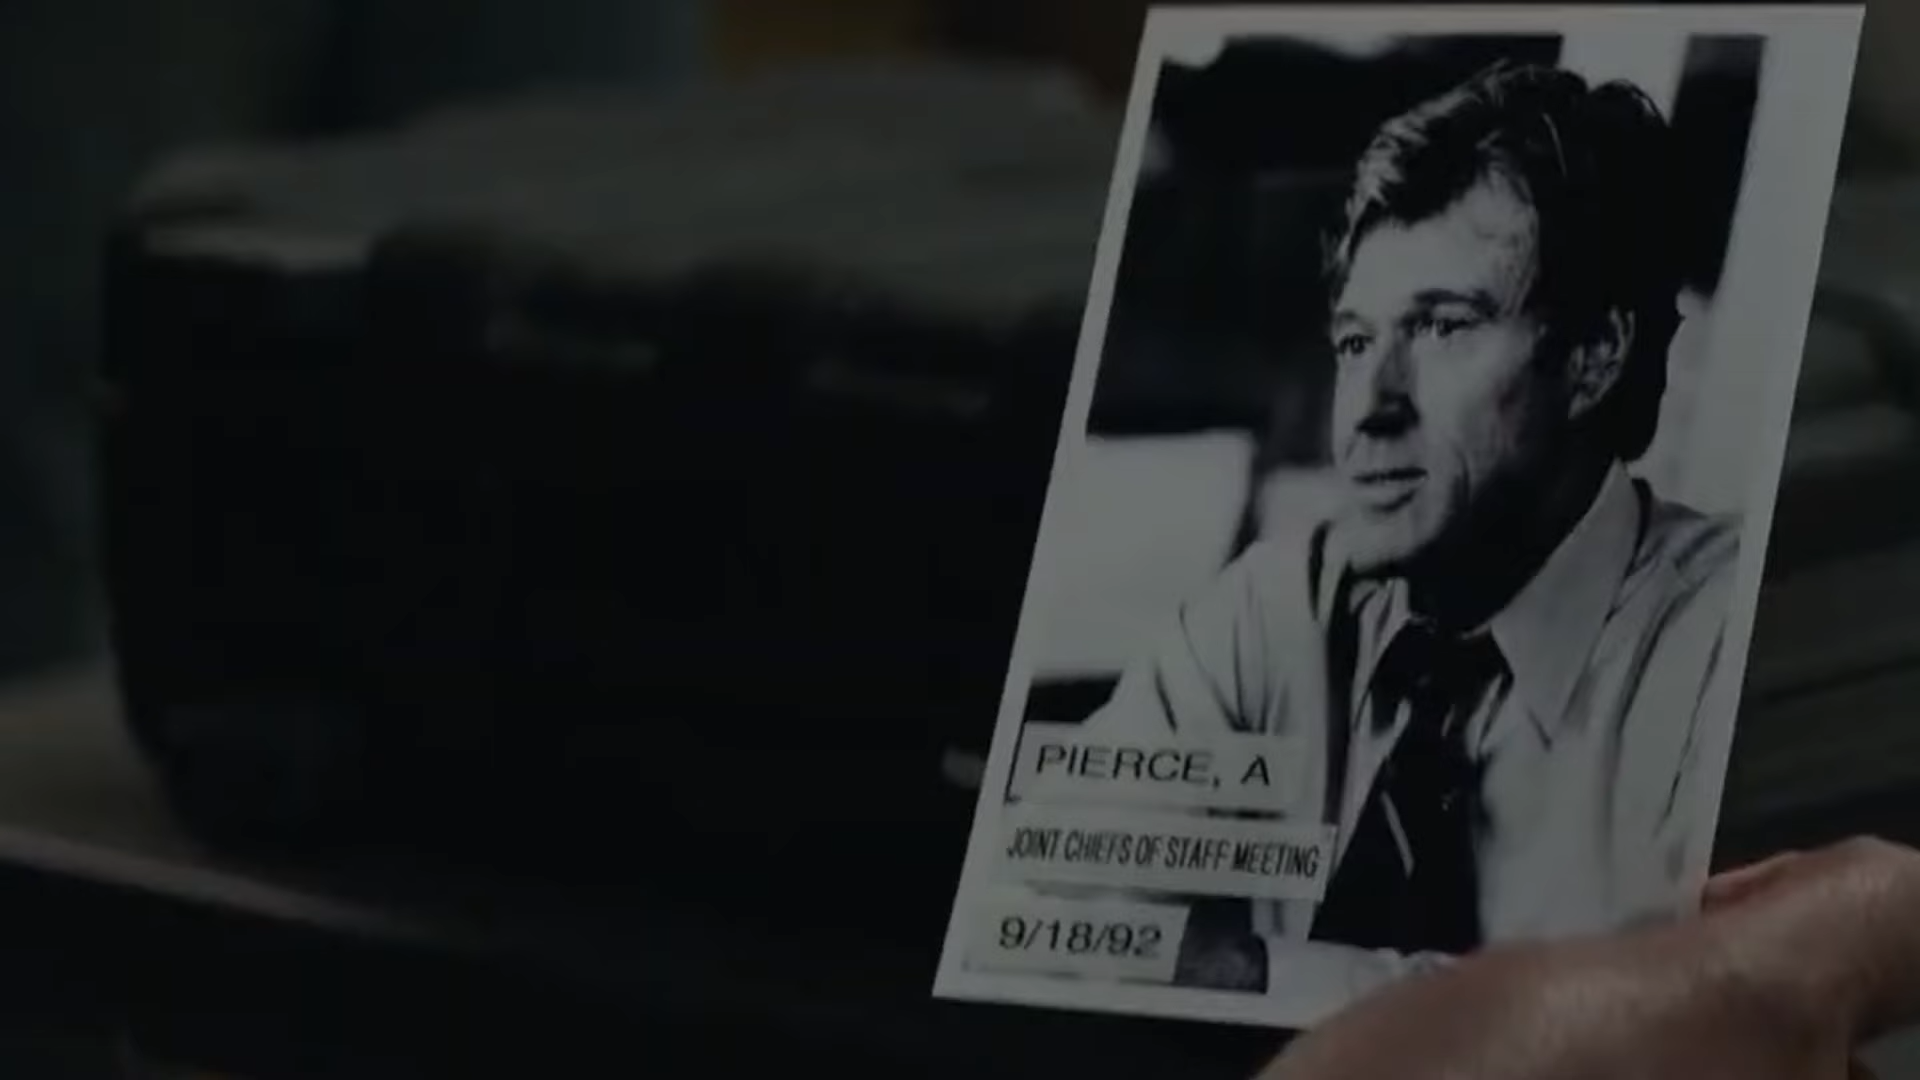 PIERCE, A
JOINT CHIEFS OF STAFF MEETING
9/18/92